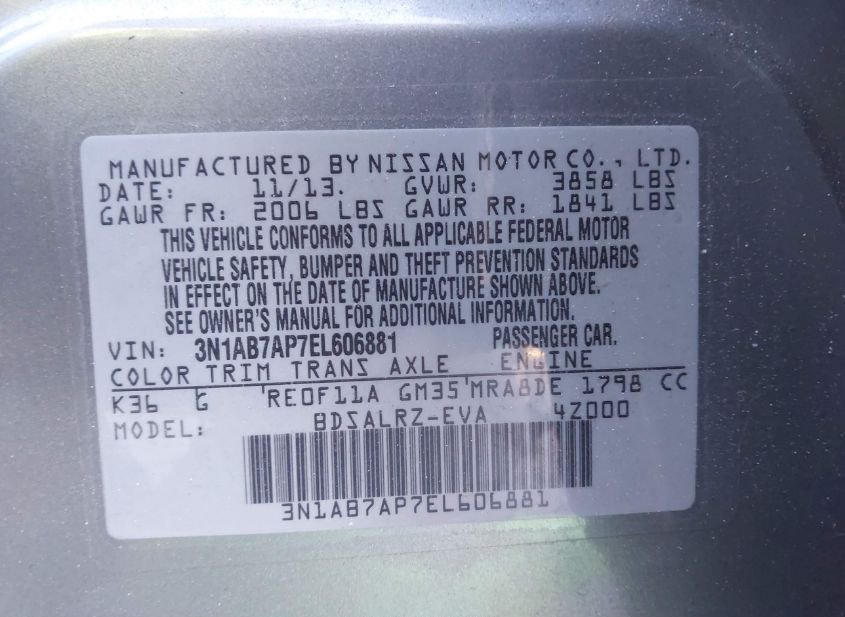 MANUFACTURED BY NISSAN MOTOR CO., LTD.
DATE: 11/13. GVWR: 3858 LBS
GAWR FR: 2006 LBS GAWR RR: 1841 LBS
THIS VEHICLE CONFORMS TO ALL APPLICABLE FEDERAL MOTOR
VEHICLE SAFETY, BUMPER AND THEFT PREVENTION STANDARDS
IN EFFECT ON THE DATE OF MANUFACTURE SHOWN ABOVE.
SEE OWNER'S MANUAL FOR ADDITIONAL INFORMATION.
VIN: 3N1AB7AP7EL606881 PASSENGER CAR.
COLOR TRIM TRANS AXLE ENGINE
K36 G 'RE0F11A GM35'MRA8DE 1798 CC
MODEL: BDSALRZ-EVA 4Z000
3N1AB7AP7EL606881